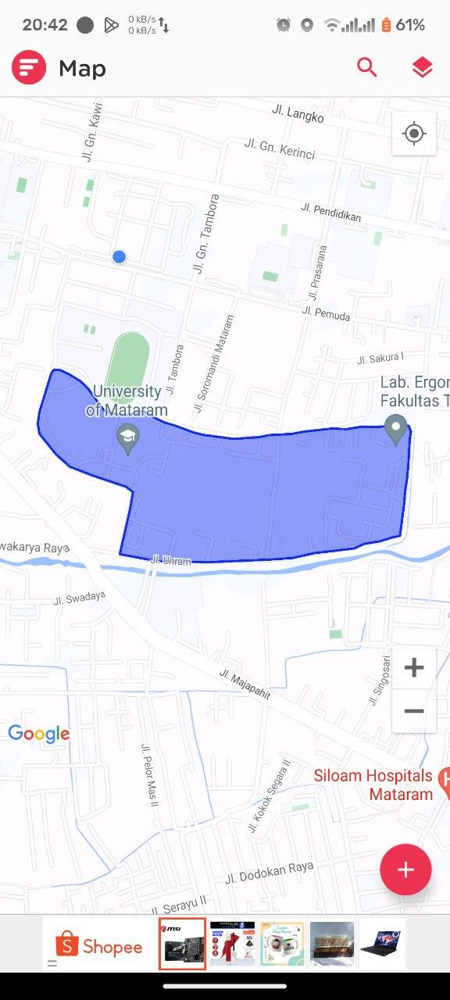 20:42
0 kB/s
0 kB/s
61%
Map
Jl. Gn. Kawi
Jl. Langko
Jl. Gn. Kerinci
Jl. Pendidikan
Jl. Gn. Tambora
Jl. Prasarana
Jl. Pemuda
Jl. Tambora
Jl. Soromandi Mataram
Jl. Sakura I
University
of Mataram
Lab. Ergor
Fakultas T
wakarya Raya
Jl. Unram
Jl. Swadaya
Jl. Majapahit
Jl. Singosari
Google
Jl. Pelor Mas II
Jl. Kokok Segara II
Siloam Hospitals
Mataram
H
Jl. Dodokan Raya
Jl. Serayu II
Shopee
msi